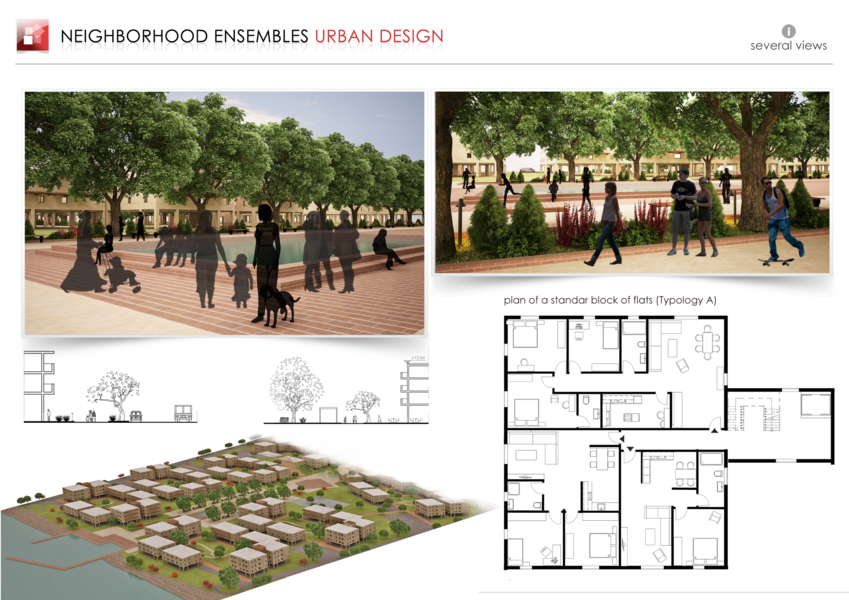 NEIGHBORHOOD ENSEMBLES URBAN DESIGN
i
several views
plan of a standar block of flats (Typology A)